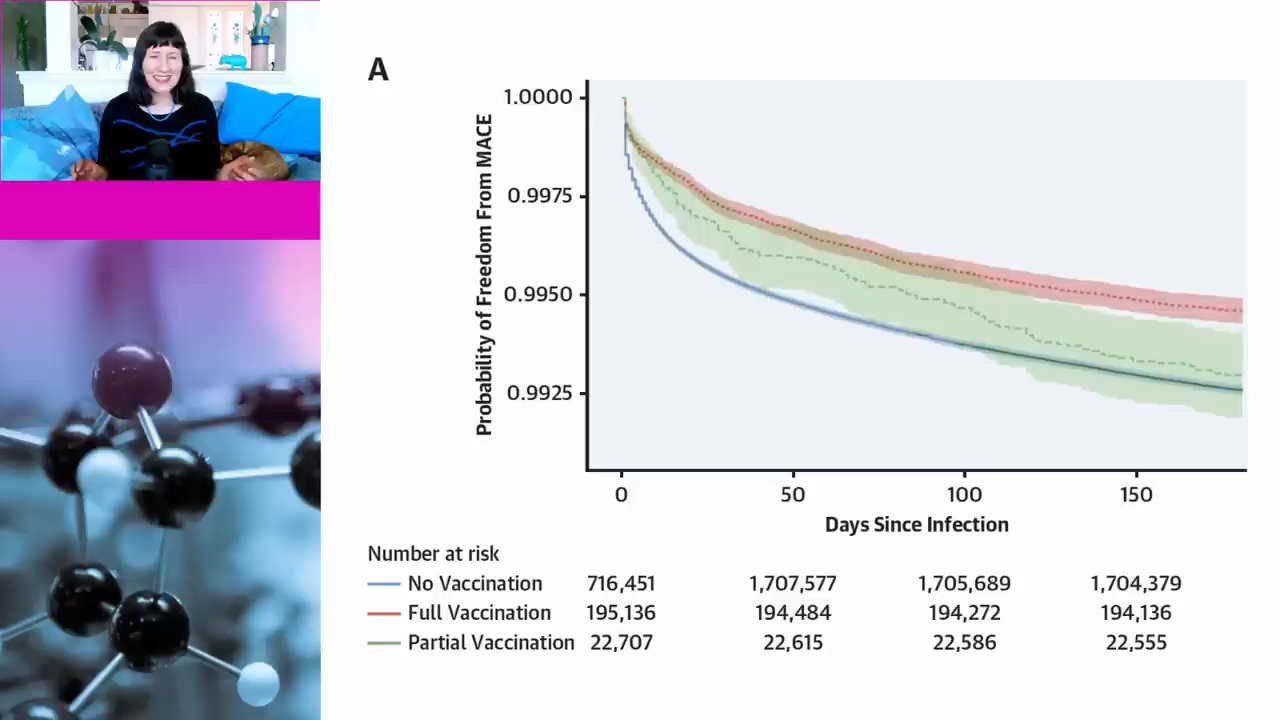 A
Probability of Freedom From MACE
1.0000
0.9975
0.9950
0.9925
0 50 100 150
Days Since Infection
Number at risk
No Vaccination 716,451 1,707,577 1,705,689 1,704,379
Full Vaccination 195,136 194,484 194,272 194,136
Partial Vaccination 22,707 22,615 22,586 22,555